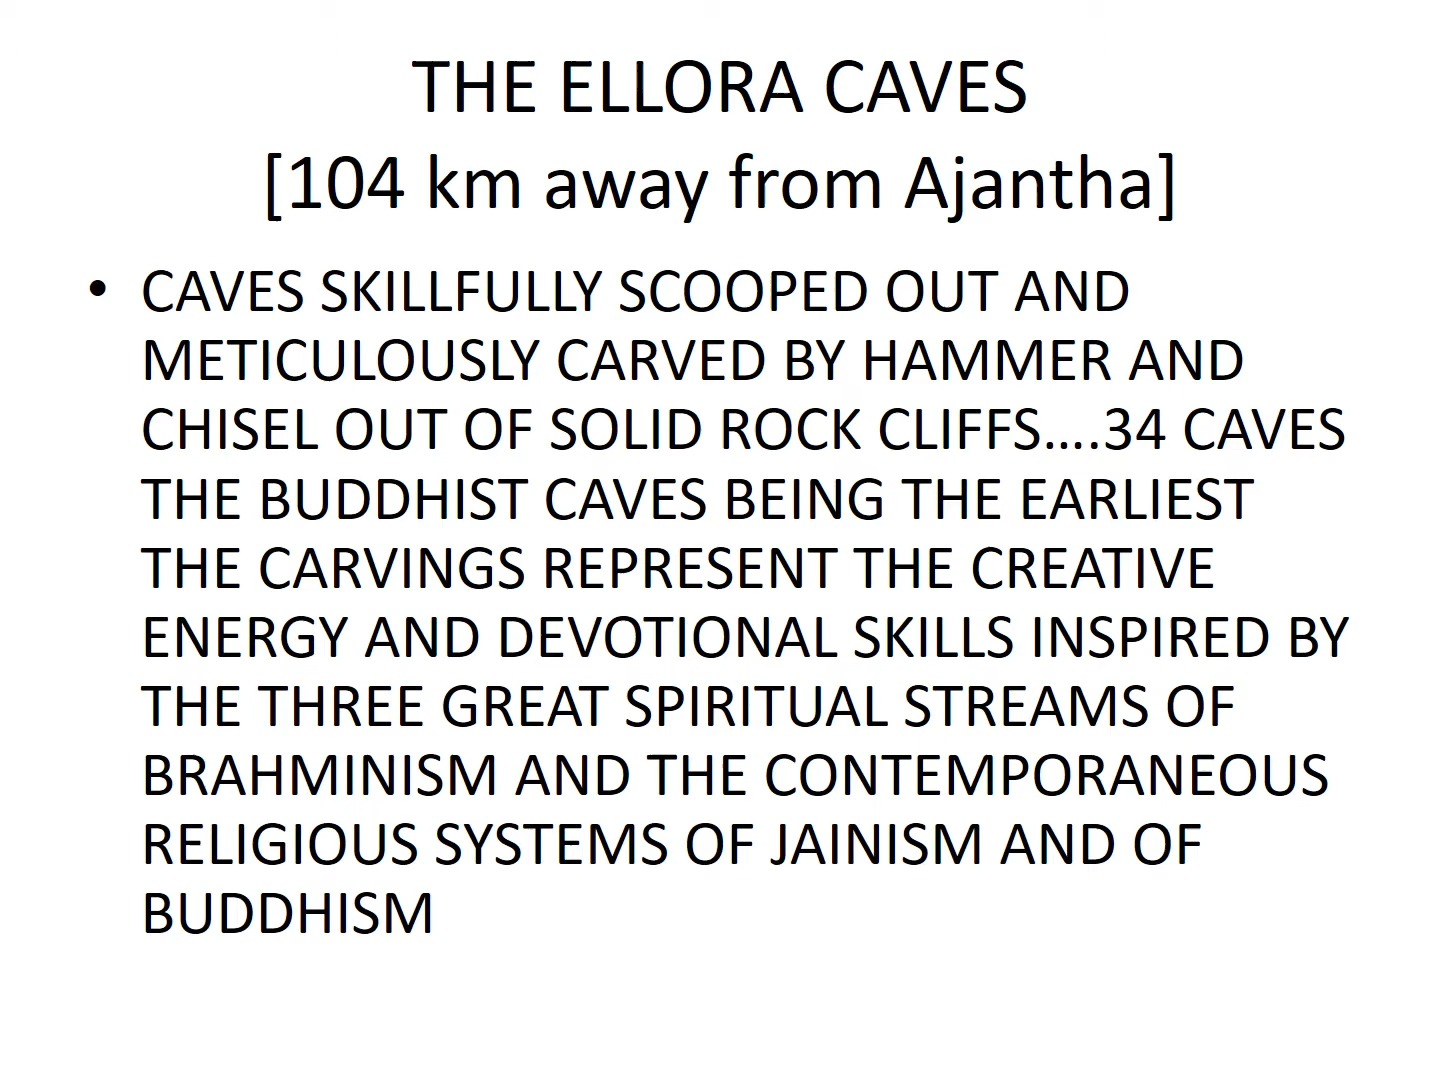 THE ELLORA CAVES
[104 km away from Ajantha]
• CAVES SKILLFULLY SCOOPED OUT AND
METICULOUSLY CARVED BY HAMMER AND
CHISEL OUT OF SOLID ROCK CLIFFS….34 CAVES
THE BUDDHIST CAVES BEING THE EARLIEST
THE CARVINGS REPRESENT THE CREATIVE
ENERGY AND DEVOTIONAL SKILLS INSPIRED BY
THE THREE GREAT SPIRITUAL STREAMS OF
BRAHMINISM AND THE CONTEMPORANEOUS
RELIGIOUS SYSTEMS OF JAINISM AND OF
BUDDHISM